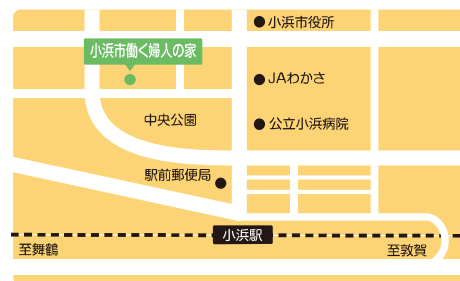 小浜市役所
小浜市働く婦人の家
JAわかさ
中央公園
公立小浜病院
駅前郵便局
小浜駅
至舞鶴
至敦賀